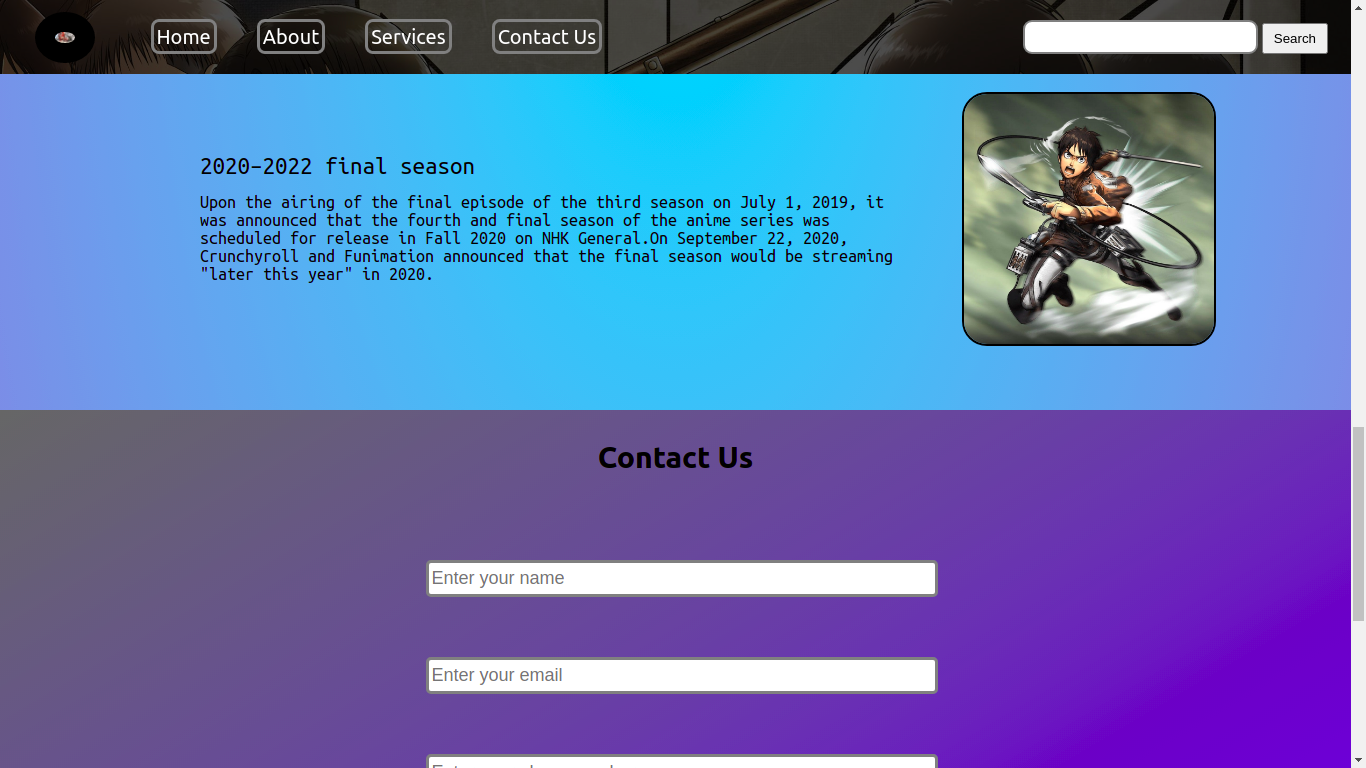 Home About Services Contact Us Search
2020-2022 final season
Upon the airing of the final episode of the third season on July 1, 2019, it
was announced that the fourth and final season of the anime series was
scheduled for release in Fall 2020 on NHK General.On September 22, 2020,
Crunchyroll and Funimation announced that the final season would be streaming
"later this year" in 2020.
Contact Us
Enter your name
Enter your email